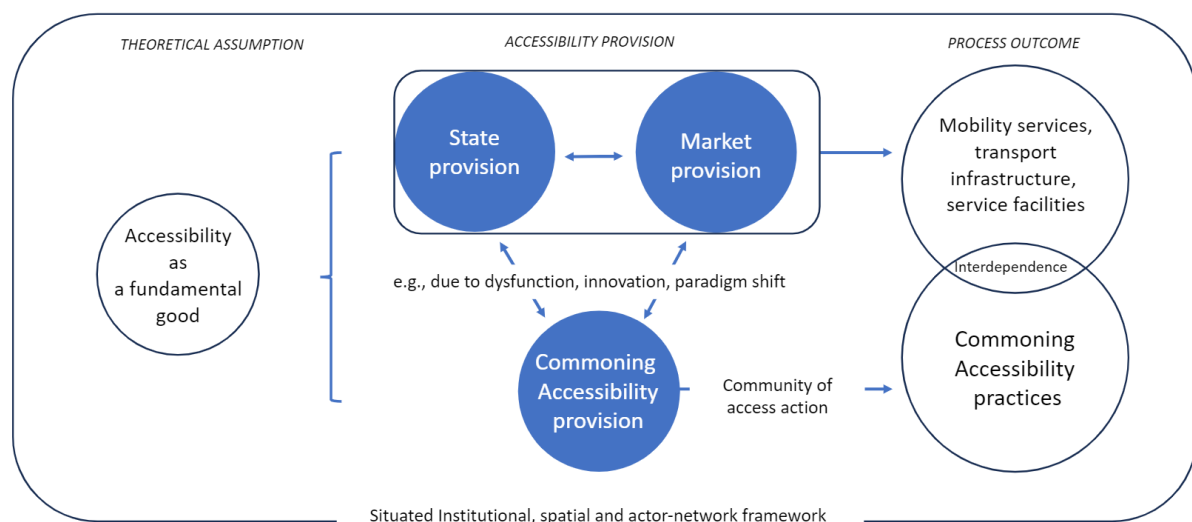 THEORETICAL ASSUMPTION
ACCESSIBILITY PROVISION
PROCESS OUTCOME
Accessibility
as
a fundamental
good
State
provision
Market
provision
e.g., due to dysfunction, innovation, paradigm shift
Commoning
Accessibility
provision
Community of
access action
Mobility services,
transport
infrastructure,
service facilities
Interdependence
Commoning
Accessibility
practices
Situated Institutional, spatial and actor-network framework